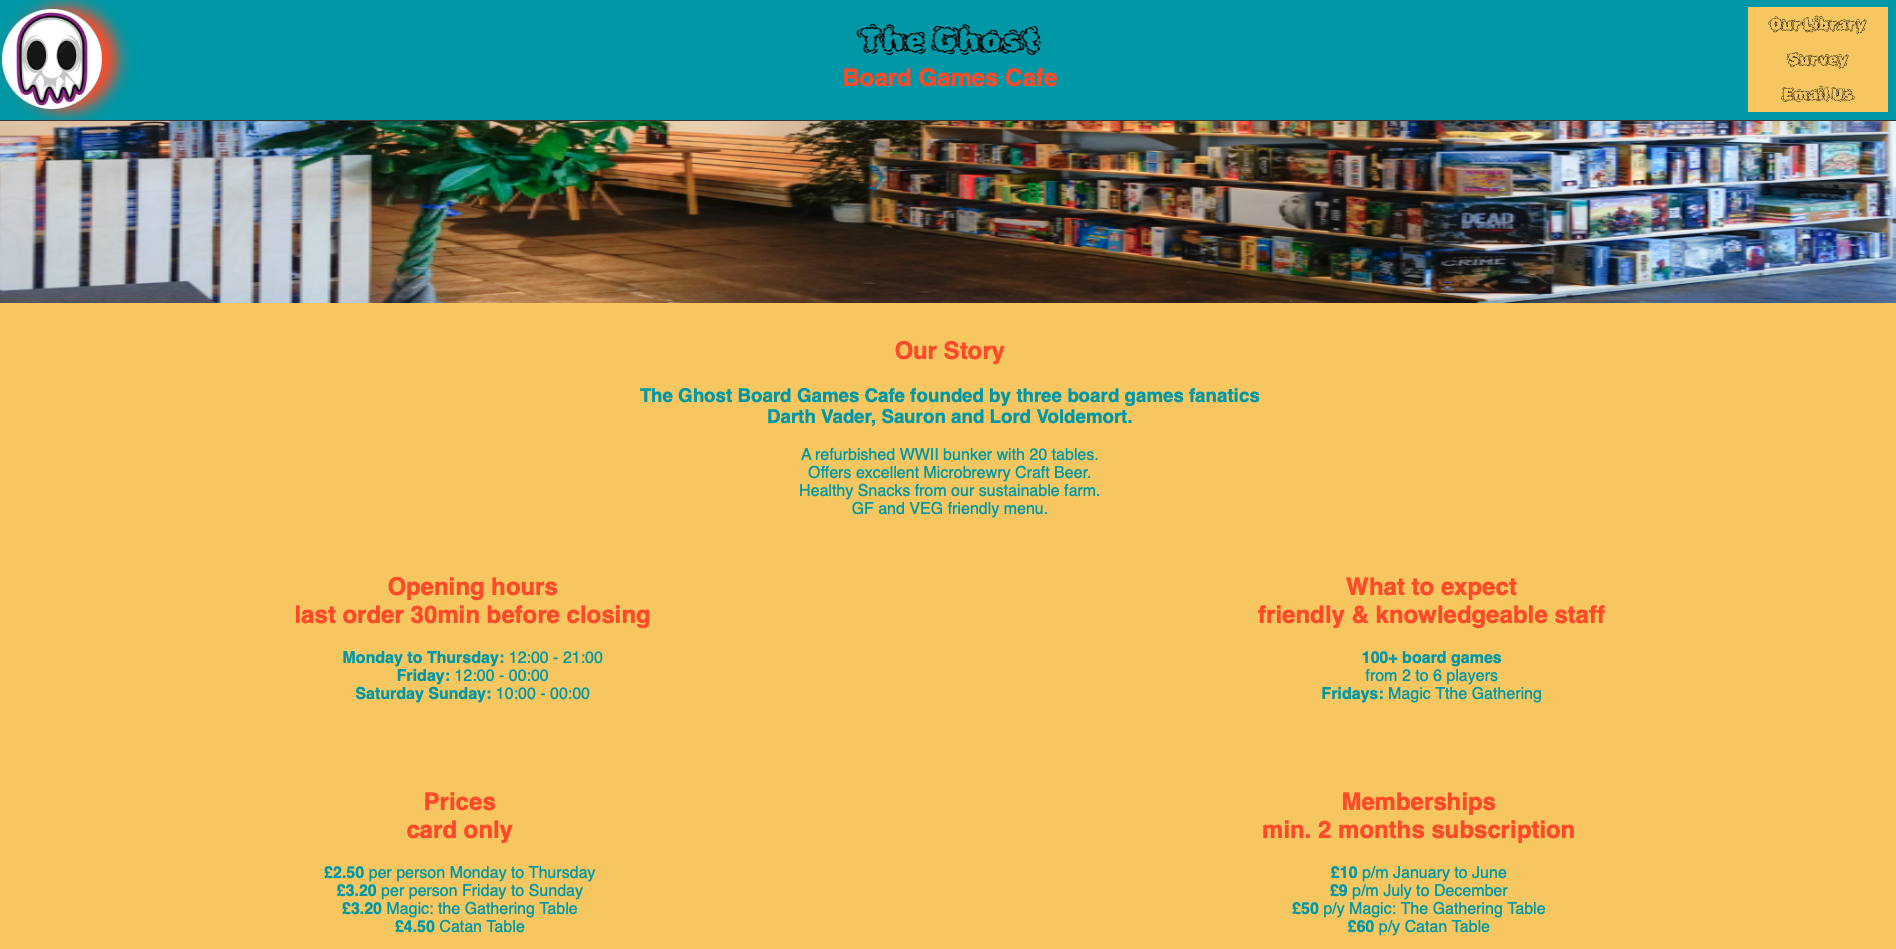 The Ghost
Board Games Cafe
Our Library
Survey
Email Us
DEAD
CRIME
Our Story
The Ghost Board Games Cafe founded by three board games fanatics
Darth Vader, Sauron and Lord Voldemort.
A refurbished WWII bunker with 20 tables.
Offers excellent Microbrewry Craft Beer.
Healthy Snacks from our sustainable farm.
GF and VEG friendly menu.
Opening hours
last order 30min before closing
Monday to Thursday: 12:00 - 21:00
Friday: 12:00 - 00:00
Saturday Sunday: 10:00 - 00:00
What to expect
friendly & knowledgeable staff
100+ board games
from 2 to 6 players
Fridays: Magic Tthe Gathering
Prices
card only
£2.50 per person Monday to Thursday
£3.20 per person Friday to Sunday
£3.20 Magic: the Gathering Table
£4.50 Catan Table
Memberships
min. 2 months subscription
£10 p/m January to June
£9 p/m July to December
£50 p/y Magic: The Gathering Table
£60 p/y Catan Table